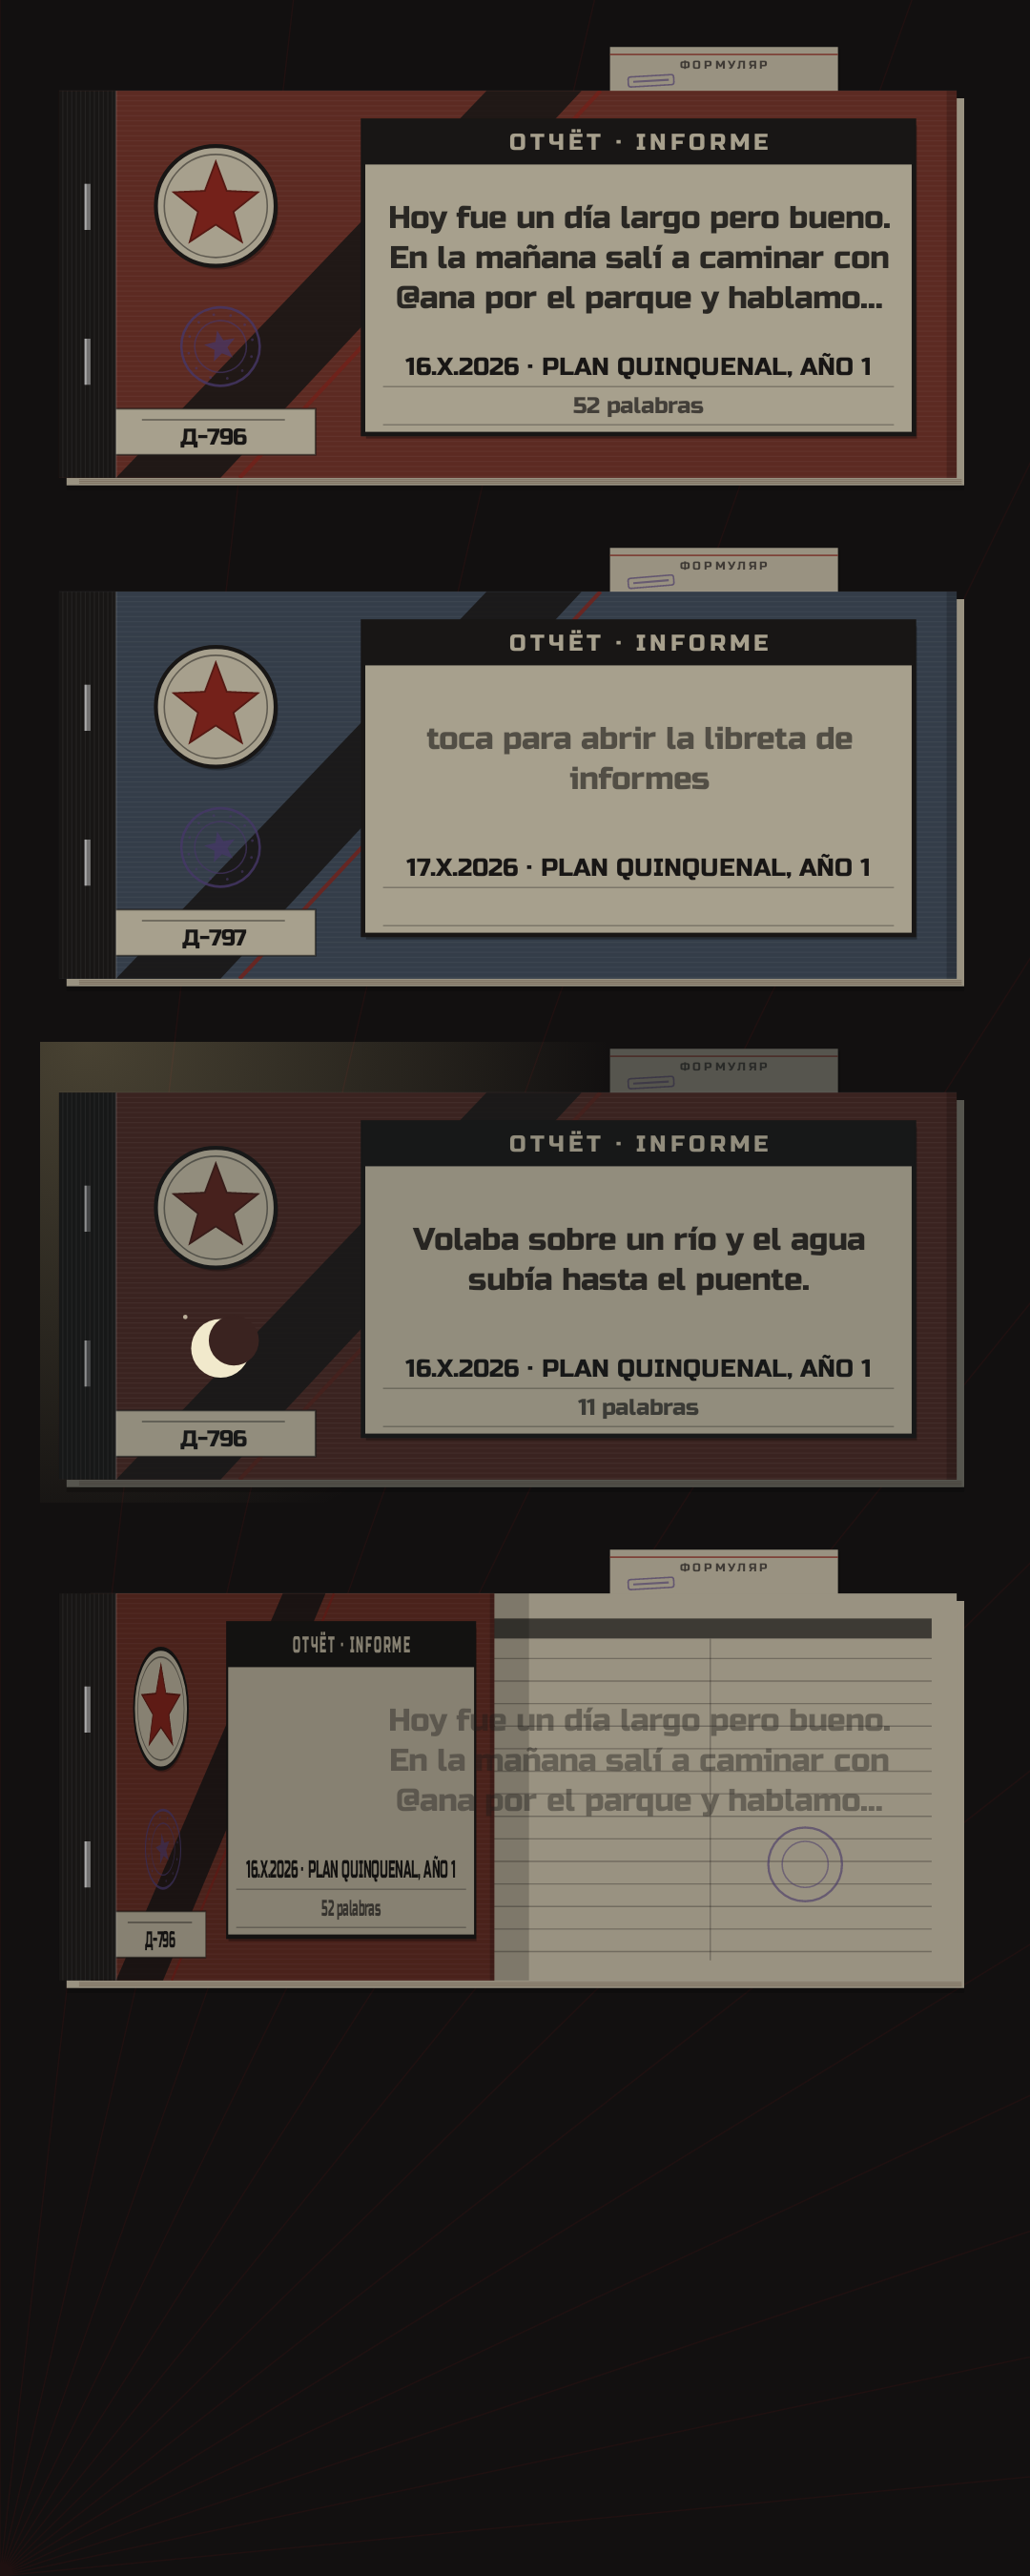 ФОРМУЛЯР
ОТЧЁТ · INFORME
Hoy fue un día largo pero bueno.
En la mañana salí a caminar con
@ana por el parque y hablamo...
16.X.2026 · PLAN QUINQUENAL, AÑO 1
52 palabras
Д-796
ФОРМУЛЯР
ОТЧЁТ · INFORME
toca para abrir la libreta de
informes
17.X.2026 · PLAN QUINQUENAL, AÑO 1
Д-797
ФОРМУЛЯР
ОТЧЁТ · INFORME
Volaba sobre un río y el agua
subía hasta el puente.
16.X.2026 · PLAN QUINQUENAL, AÑO 1
11 palabras
Д-796
ФОРМУЛЯР
ОТЧЁТ · INFORME
Hoy fue un día largo pero bueno.
En la mañana salí a caminar con
@ana por el parque y hablamo...
16.X.2026 · PLAN QUINQUENAL, AÑO 1
52 palabras
Д-796